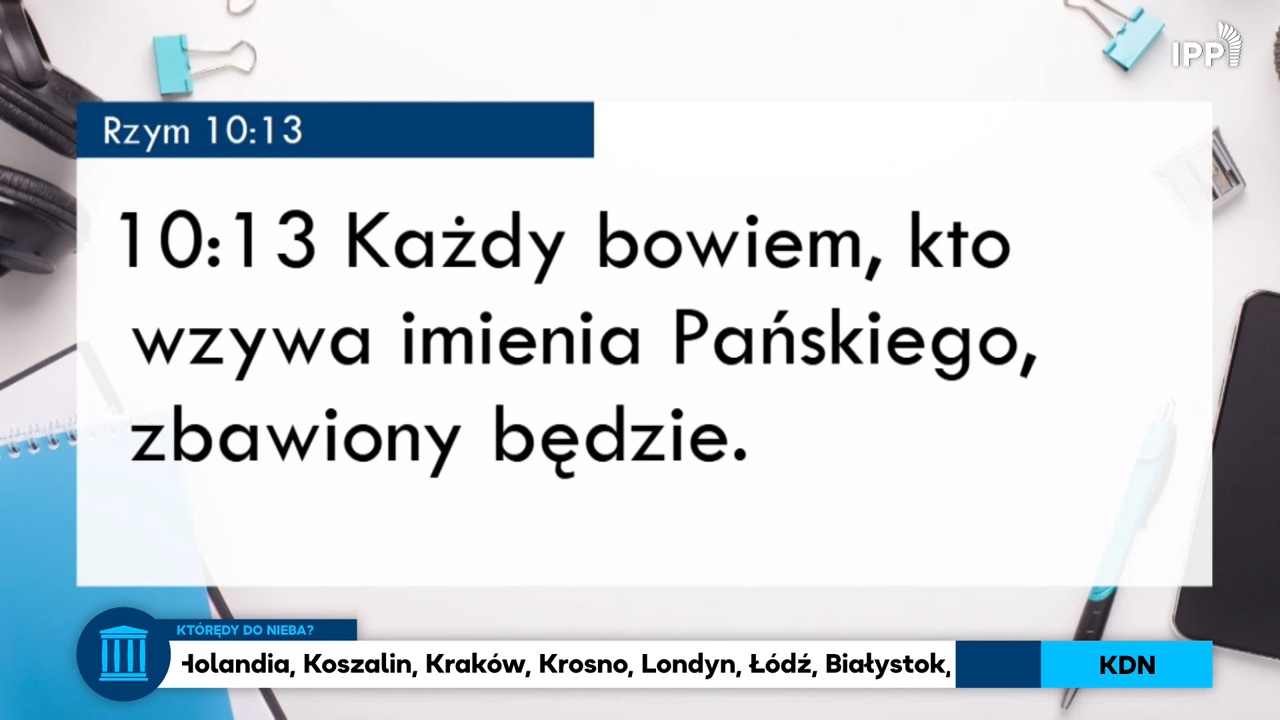 IPP
Rzym 10:13
10:13 Każdy bowiem, kto
wzywa imienia Pańskiego,
zbawiony będzie.
KTÓRĘDY DO NIEBA?
Holandia, Koszalin, Kraków, Krosno, Londyn, Łódź, Białystok,
KDN